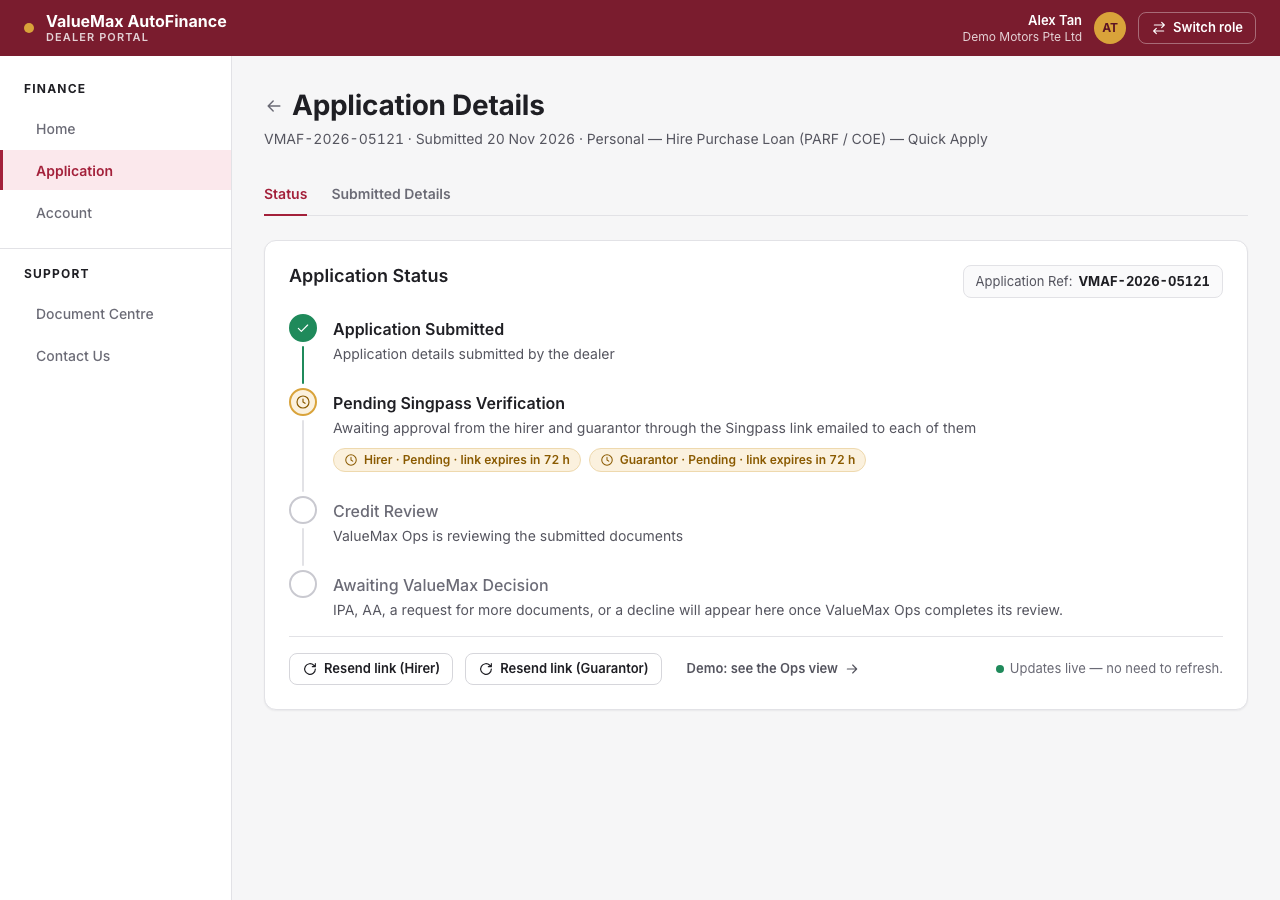 ValueMax AutoFinance
DEALER PORTAL
Alex Tan
Demo Motors Pte Ltd
AT
Switch role
FINANCE
Home
Application
Account
SUPPORT
Document Centre
Contact Us
Application Details
VMAF-2026-05121 · Submitted 20 Nov 2026 · Personal — Hire Purchase Loan (PARF / COE) — Quick Apply
Status
Submitted Details
Application Status
Application Ref: VMAF-2026-05121
Application Submitted
Application details submitted by the dealer
Pending Singpass Verification
Awaiting approval from the hirer and guarantor through the Singpass link emailed to each of them
Hirer · Pending · link expires in 72 h
Guarantor · Pending · link expires in 72 h
Credit Review
ValueMax Ops is reviewing the submitted documents
Awaiting ValueMax Decision
IPA, AA, a request for more documents, or a decline will appear here once ValueMax Ops completes its review.
Resend link (Hirer)
Resend link (Guarantor)
Demo: see the Ops view →
Updates live — no need to refresh.